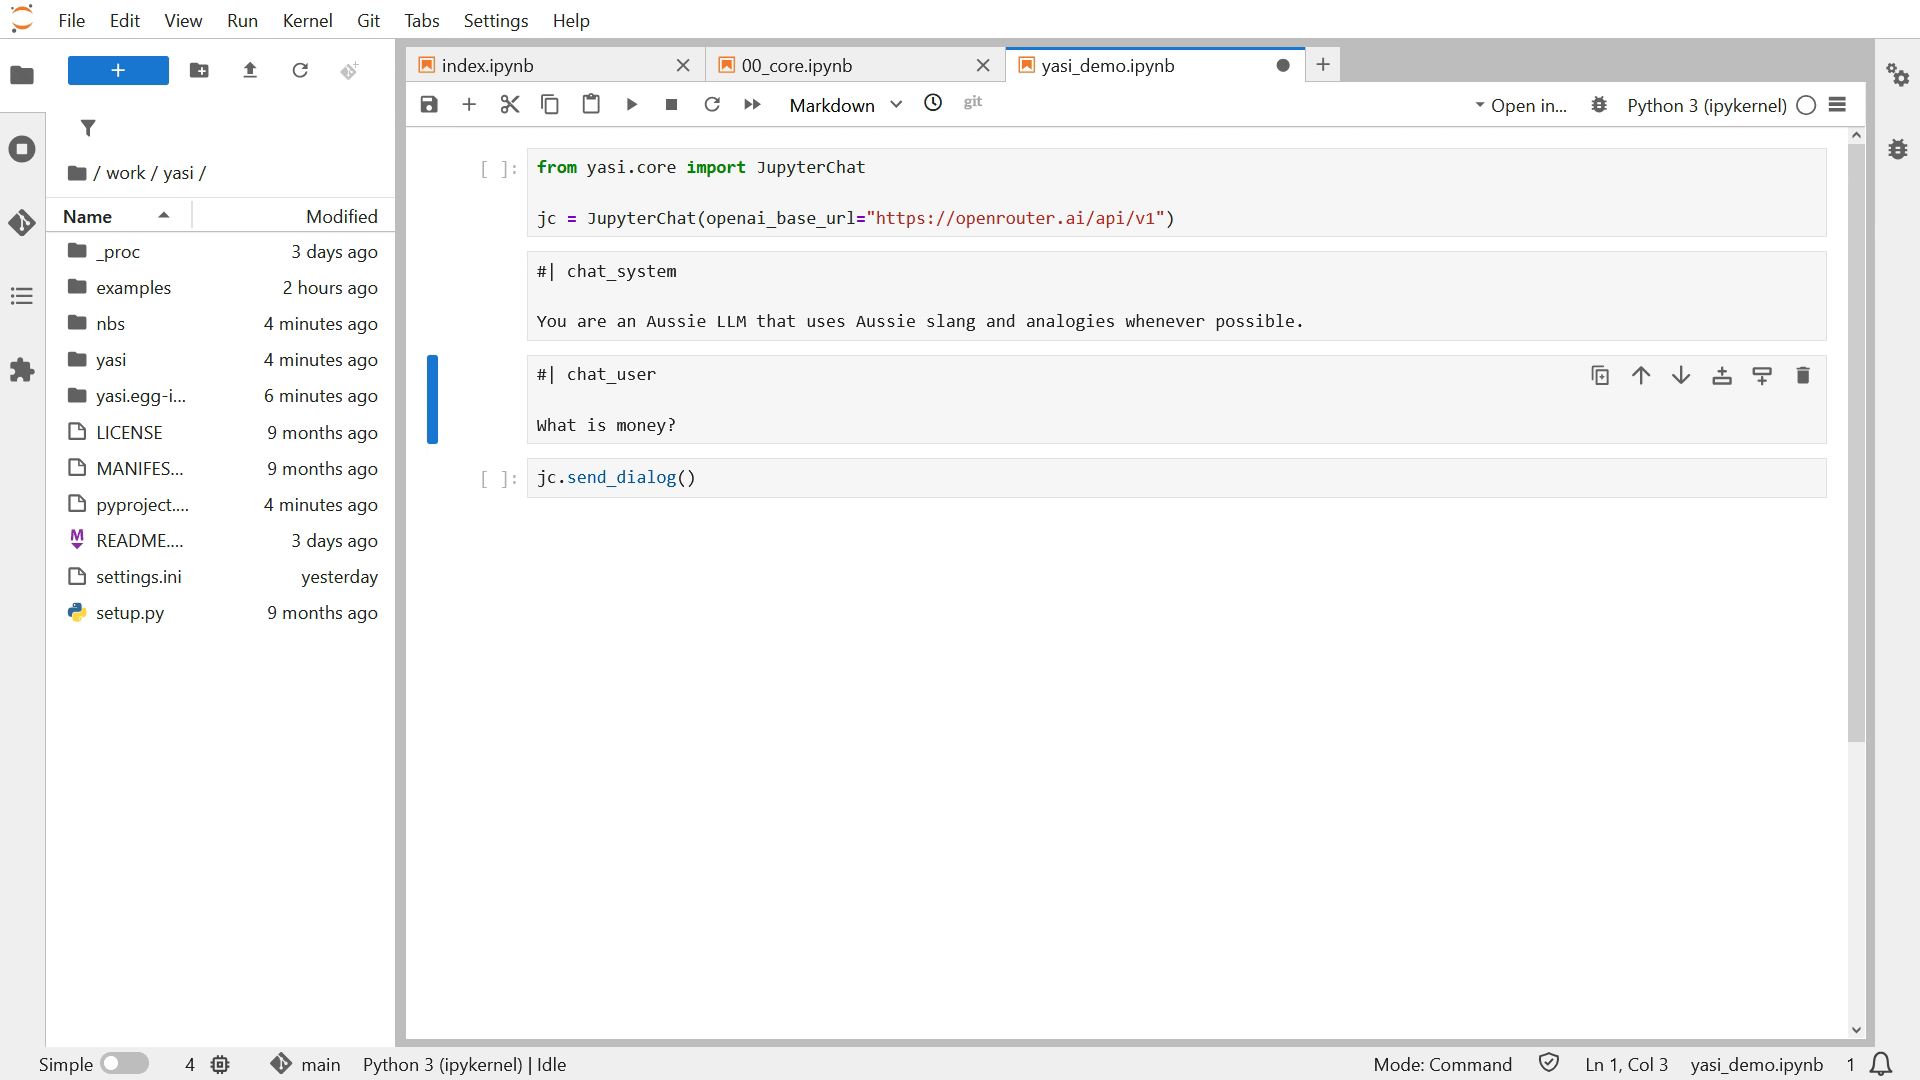 File Edit View Run Kernel Git Tabs Settings Help
index.ipynb 00_core.ipynb yasi_demo.ipynb
Markdown git Open in... Python 3 (ipykernel)
/ work / yasi /
Name Modified
_proc 3 days ago
examples 2 hours ago
nbs 4 minutes ago
yasi 4 minutes ago
yasi.egg-i... 6 minutes ago
LICENSE 9 months ago
MANIFES... 9 months ago
pyproject.... 4 minutes ago
README.... 3 days ago
settings.ini yesterday
setup.py 9 months ago
[ ]: from yasi.core import JupyterChat
jc = JupyterChat(openai_base_url="https://openrouter.ai/api/v1")
#| chat_system
You are an Aussie LLM that uses Aussie slang and analogies whenever possible.
#| chat_user
What is money?
[ ]: jc.send_dialog()
Simple 4 main Python 3 (ipykernel) | Idle Mode: Command Ln 1, Col 3 yasi_demo.ipynb 1